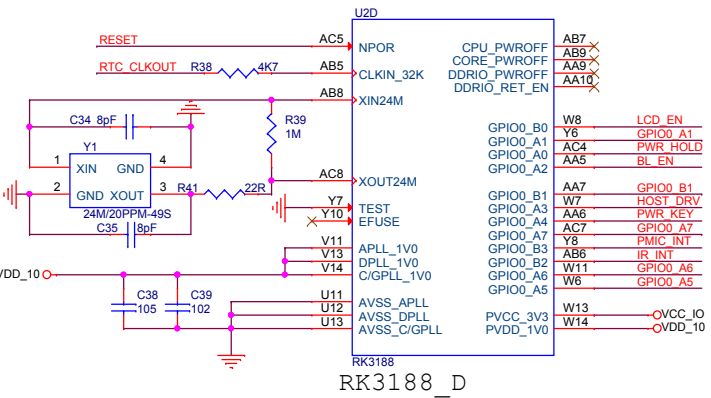 U2D
RESET
AC5
NPOR
RTC_CLKOUT
R38
4K7
AB5
CLKIN_32K
AB8
XIN24M
C34 8pF
R39
1M
Y1
1
XIN
GND
4
2
GND
XOUT
3
R41
22R
AC8
XOUT24M
24M/20PPM-49S
C35
8pF
Y7
TEST
Y10
EFUSE
V11
APLL_1V0
V13
DPLL_1V0
VDD_10
V14
C/GPLL_1V0
C38
105
C39
102
U11
AVSS_APLL
U12
AVSS_DPLL
U13
AVSS_C/GPLL
CPU_PWROFF
AB7
CORE_PWROFF
AB9
DDRIO_PWROFF
AA9
DDRIO_RET_EN
AA10
GPIO0_B0
W8
LCD_EN
GPIO0_A1
Y6
GPIO0_A1
GPIO0_A0
AC4
PWR_HOLD
GPIO0_A2
AA5
BL_EN
GPIO0_B1
AA7
GPIO0_B1
GPIO0_A3
W7
HOST_DRV
GPIO0_A4
AA6
PWR_KEY
GPIO0_A7
AC7
GPIO0_A7
GPIO0_B3
Y8
PMIC_INT
GPIO0_B2
AB6
IR_INT
GPIO0_A6
W11
GPIO0_A6
GPIO0_A5
W6
GPIO0_A5
PVCC_3V3
W13
VCC_IO
PVDD_1V0
W14
VDD_10
RK3188
RK3188_D